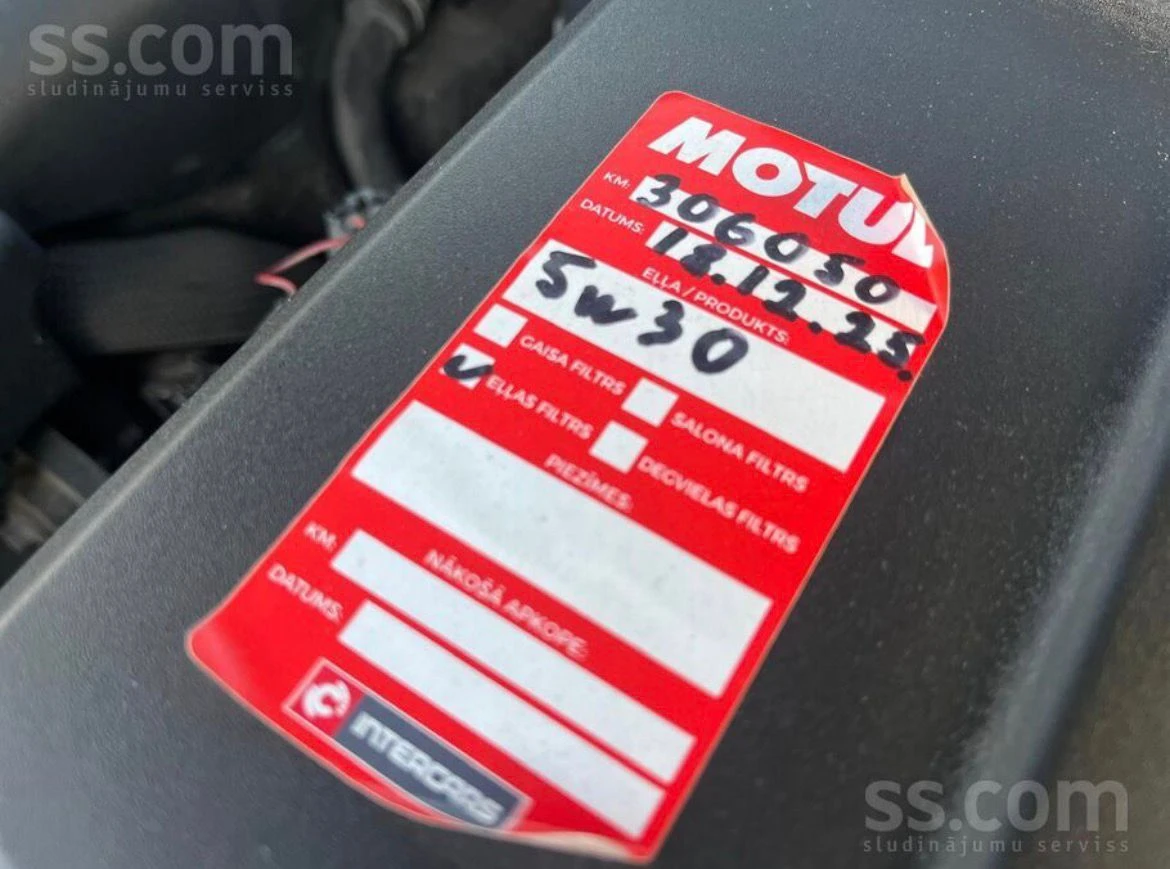 ss.com
sludinājumu serviss
MOTUL
KM: 306050
DATUMS: 18.12.25.
EĻĻA / PRODUKTS:
5W30
GAISA FILTRS
SALONA FILTRS
EĻĻAS FILTRS
DEGVIELAS FILTRS
PIEZĪMES:
NĀKOŠĀ APKOPE:
KM:
DATUMS:
INTERCARS
ss.com
sludinājumu serviss